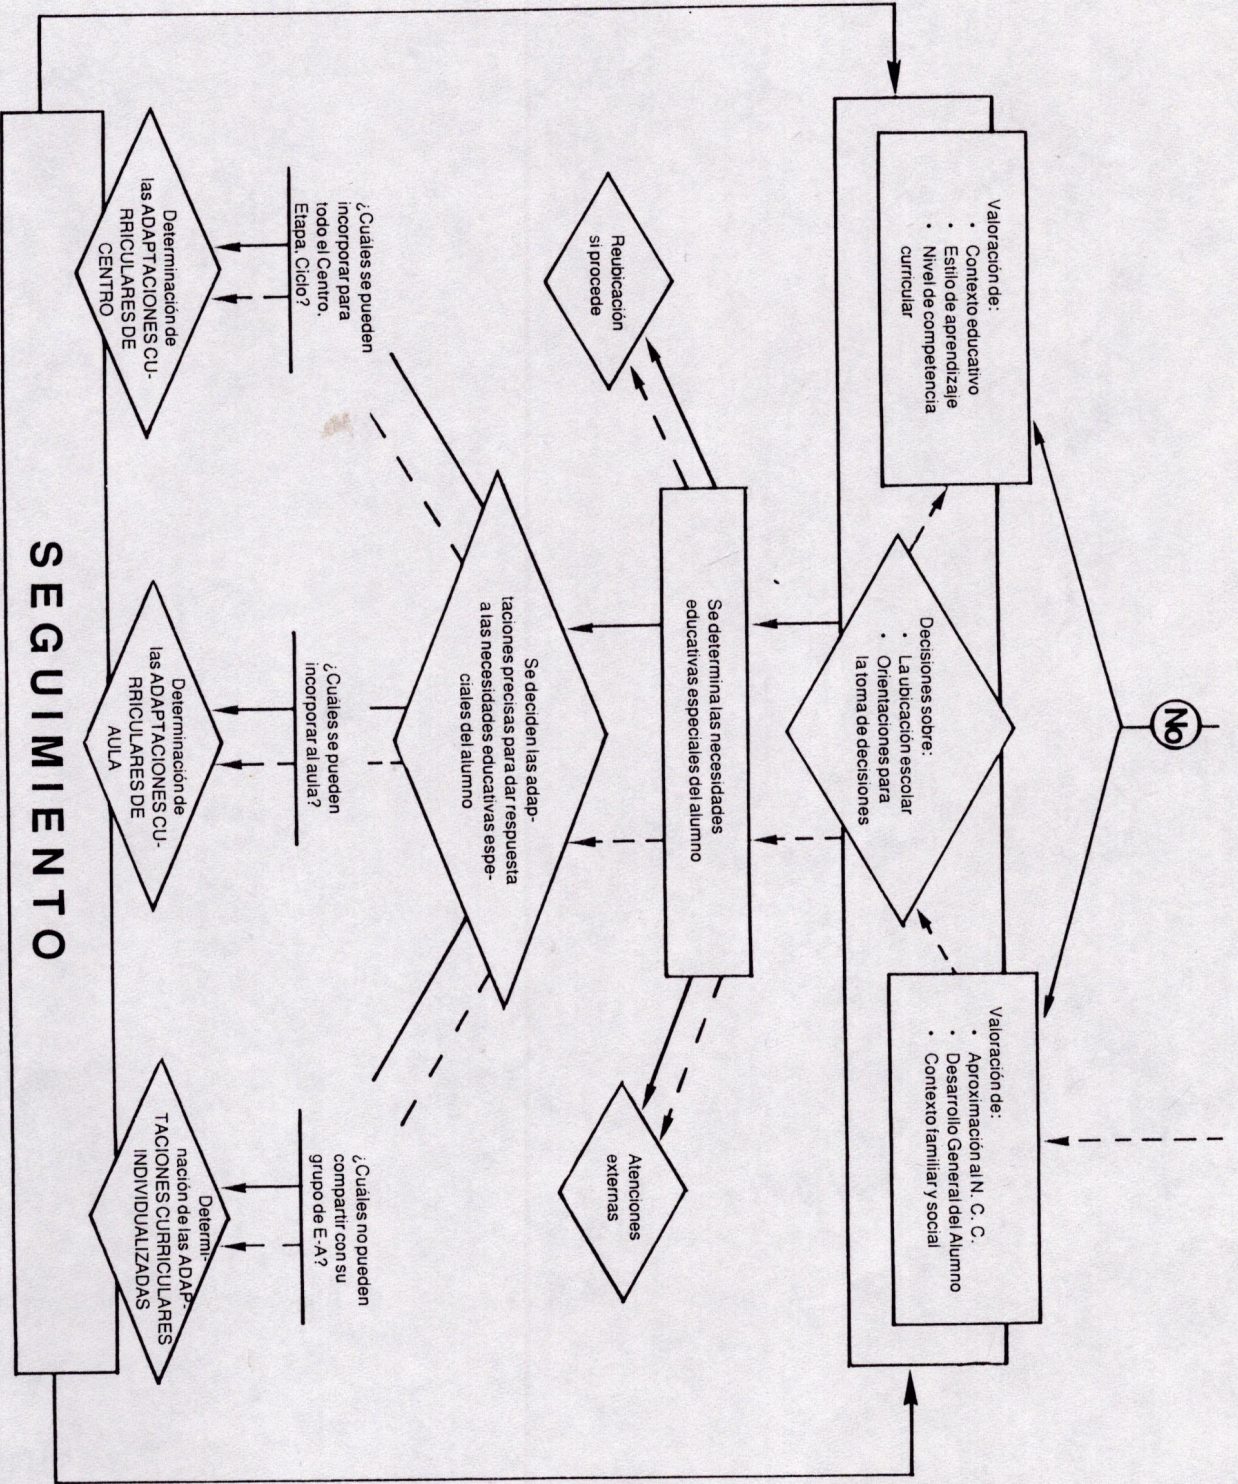 No
Valoración de:
• Contexto educativo
• Estilo de aprendizaje
• Nivel de competencia
curricular
Decisiones sobre:
• La ubicación escolar
• Orientaciones para
la toma de decisiones
Valoración de:
• Aproximación al N. C. C.
• Desarrollo General del Alumno
• Contexto familiar y social
Reubicación
si procede
Se determina las necesidades
educativas especiales del alumno
Atenciones
externas
Se deciden las adap-
taciones precisas para dar respuesta
a las necesidades educativas espe-
ciales del alumno
¿Cuáles se pueden
incorporar para
todo el Centro.
Etapa. Ciclo?
¿Cuáles se pueden
incorporar al aula?
¿Cuáles no pueden
compartir con su
grupo de E-A?
Determinación de
las ADAPTACIONES CU-
RRICULARES DE
CENTRO
Determinación de
las ADAPTACIONES CU-
RRICULARES DE
AULA
Determi-
nación de las ADAP-
TACIONES CURRICULARES
INDIVIDUALIZADAS
SEGUIMIENTO